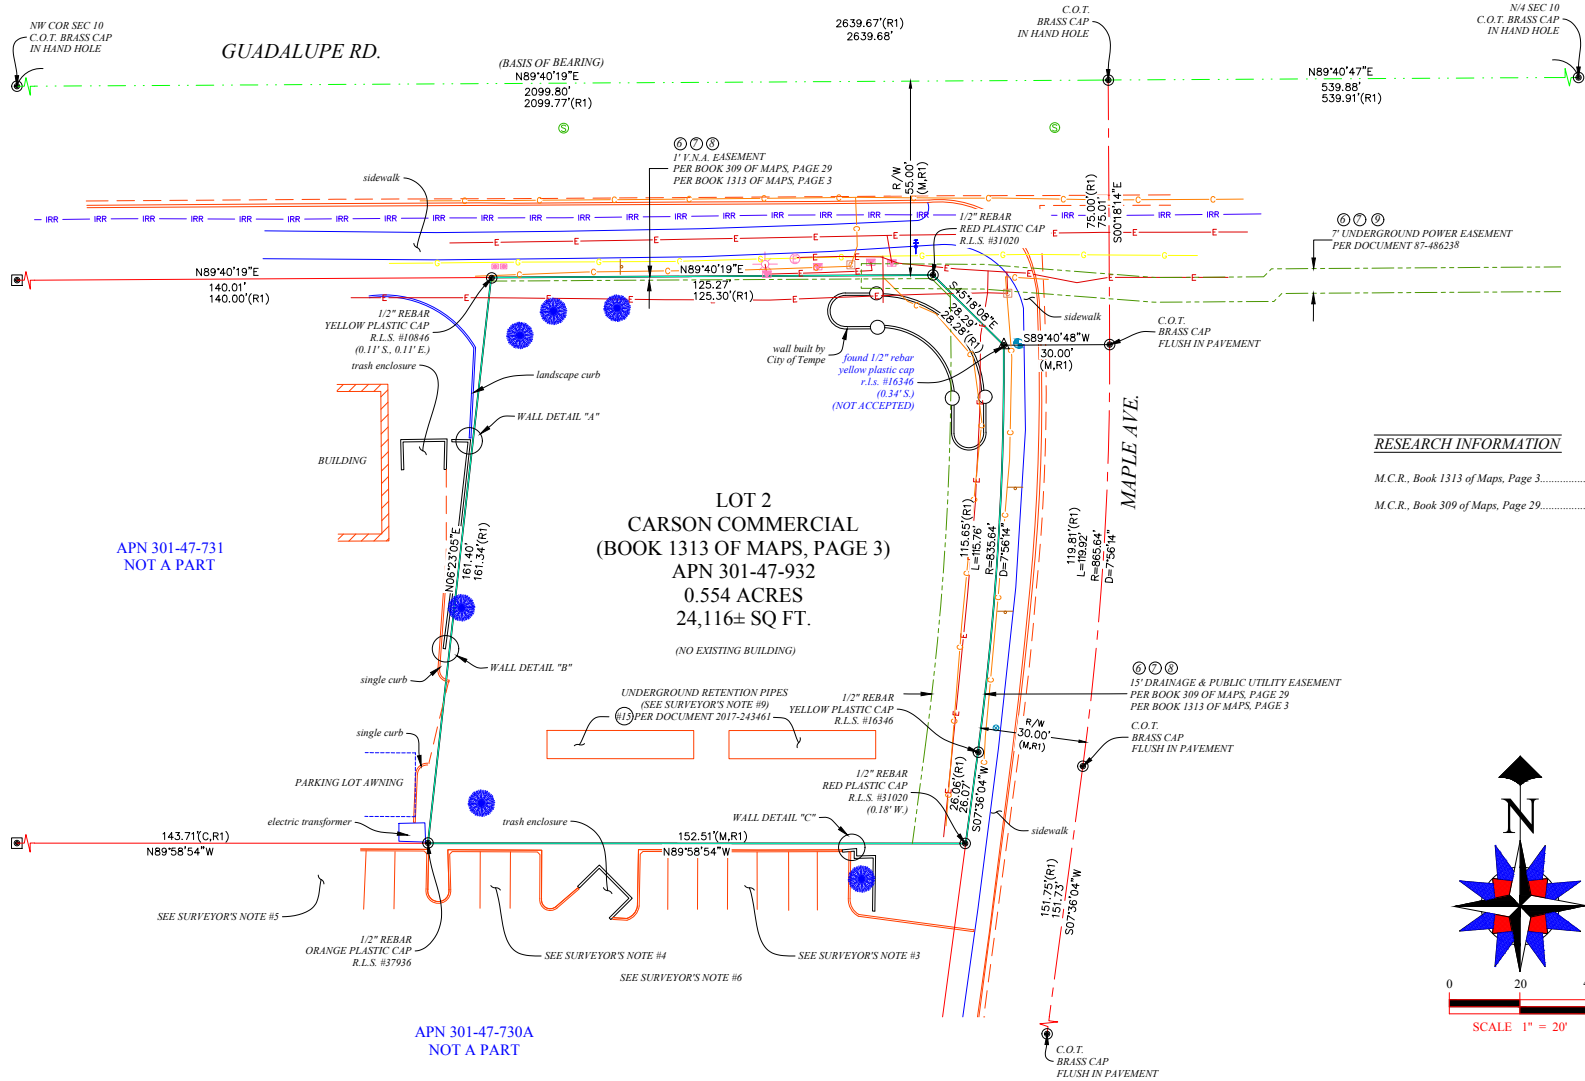 NW COR SEC 10
C.O.T. BRASS CAP
IN HAND HOLE
GUADALUPE RD.
(BASIS OF BEARING)
N89°40'19"E
2099.80'
2099.77'(R1)
2639.67'(R1)
2639.68'
C.O.T.
BRASS CAP
IN HAND HOLE
N89°40'47"E
539.88'
539.91'(R1)
N/4 SEC 10
C.O.T. BRASS CAP
IN HAND HOLE
S
S
6 7 8
1' V.N.A. EASEMENT
PER BOOK 309 OF MAPS, PAGE 29
PER BOOK 1313 OF MAPS, PAGE 3
sidewalk
R/W
55.00'
(M,R1)
75.00'(R1)
75.01'
S00°18'14"E
1/2" REBAR
RED PLASTIC CAP
R.L.S. #31020
6 7 9
7' UNDERGROUND POWER EASEMENT
PER DOCUMENT 87-486238
N89°40'19"E
140.01'
140.00'(R1)
N89°40'19"E
125.27'
125.30'(R1)
S45°18'08"E
28.29'
28.28'(R1)
sidewalk
S89°40'48"W
30.00'
(M,R1)
C.O.T.
BRASS CAP
FLUSH IN PAVEMENT
1/2" REBAR
YELLOW PLASTIC CAP
R.L.S. #10846
(0.11' S., 0.11' E.)
trash enclosure
landscape curb
wall built by
City of Tempe
found 1/2" rebar
yellow plastic cap
r.l.s. #16346
(0.34' S.)
(NOT ACCEPTED)
WALL DETAIL "A"
BUILDING
MAPLE AVE.
RESEARCH INFORMATION
M.C.R., Book 1313 of Maps, Page 3................
M.C.R., Book 309 of Maps, Page 29................
APN 301-47-731
NOT A PART
LOT 2
CARSON COMMERCIAL
(BOOK 1313 OF MAPS, PAGE 3)
APN 301-47-932
0.554 ACRES
24,116± SQ FT.
(NO EXISTING BUILDING)
N06°23'05"E
161.40'
161.34'(R1)
115.65'(R1)
L=115.76'
R=835.64'
D=7°56'14"
119.81'(R1)
L=119.92'
R=865.64'
D=7°56'14"
WALL DETAIL "B"
single curb
UNDERGROUND RETENTION PIPES
(SEE SURVEYOR'S NOTE #9)
#15 PER DOCUMENT 2017-243461
1/2" REBAR
YELLOW PLASTIC CAP
R.L.S. #16346
6 7 8
15' DRAINAGE & PUBLIC UTILITY EASEMENT
PER BOOK 309 OF MAPS, PAGE 29
PER BOOK 1313 OF MAPS, PAGE 3
R/W
30.00'
(M,R1)
C.O.T.
BRASS CAP
FLUSH IN PAVEMENT
single curb
PARKING LOT AWNING
1/2" REBAR
RED PLASTIC CAP
R.L.S. #31020
(0.18' W.)
26.06'(R1)
26.07'
S07°36'04"W
electric transformer
trash enclosure
WALL DETAIL "C"
sidewalk
143.71'(C,R1)
N89°58'54"W
152.51'(M,R1)
N89°58'54"W
151.75'(R1)
151.73'
S07°36'04"W
SEE SURVEYOR'S NOTE #5
1/2" REBAR
ORANGE PLASTIC CAP
R.L.S. #37936
SEE SURVEYOR'S NOTE #4
SEE SURVEYOR'S NOTE #6
SEE SURVEYOR'S NOTE #3
APN 301-47-730A
NOT A PART
C.O.T.
BRASS CAP
FLUSH IN PAVEMENT
N
0 20
SCALE 1" = 20'